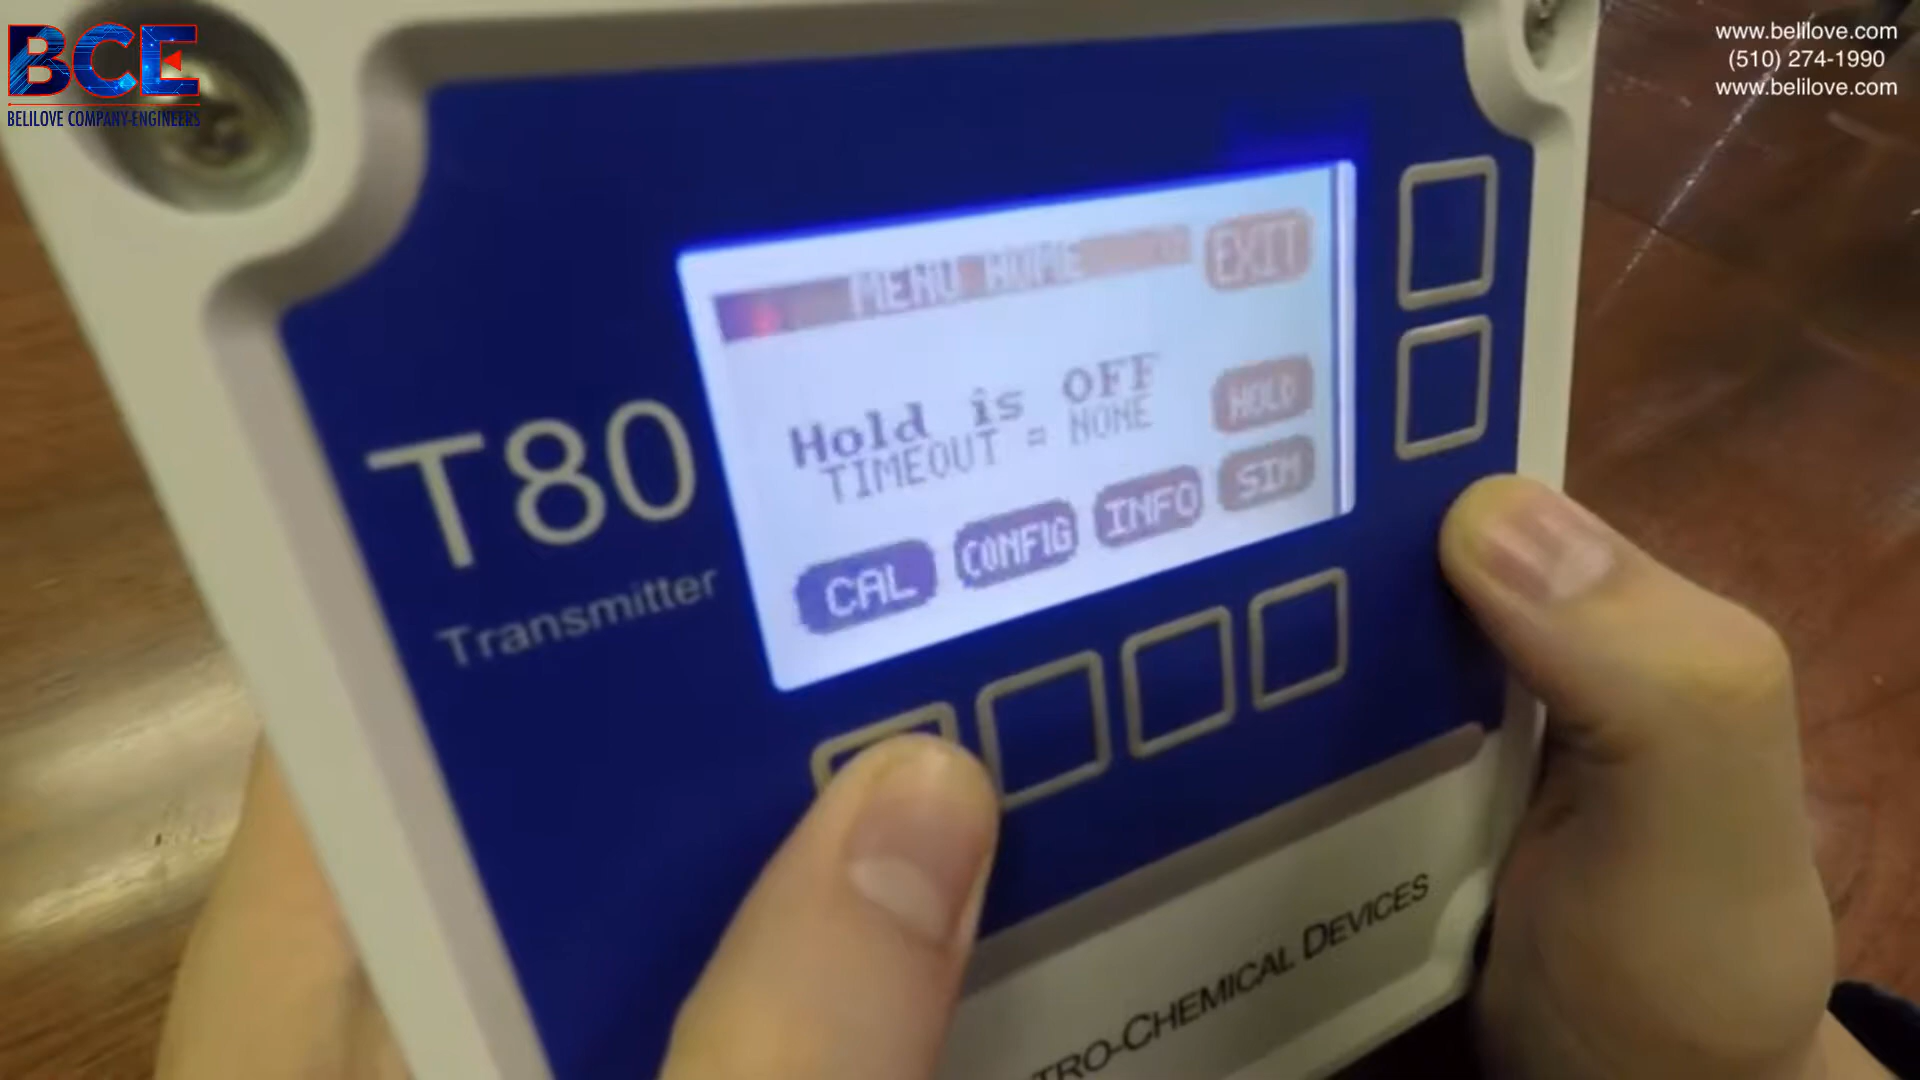 BCE
BELILOVE COMPANY-ENGINEERS
www.belilove.com
(510) 274-1990
www.belilove.com
MENU HOME
EXIT
Hold is OFF
TIMEOUT = NONE
HOLD
SIM
CAL
CONFIG
INFO
T80
Transmitter
TRO-CHEMICAL DEVICES